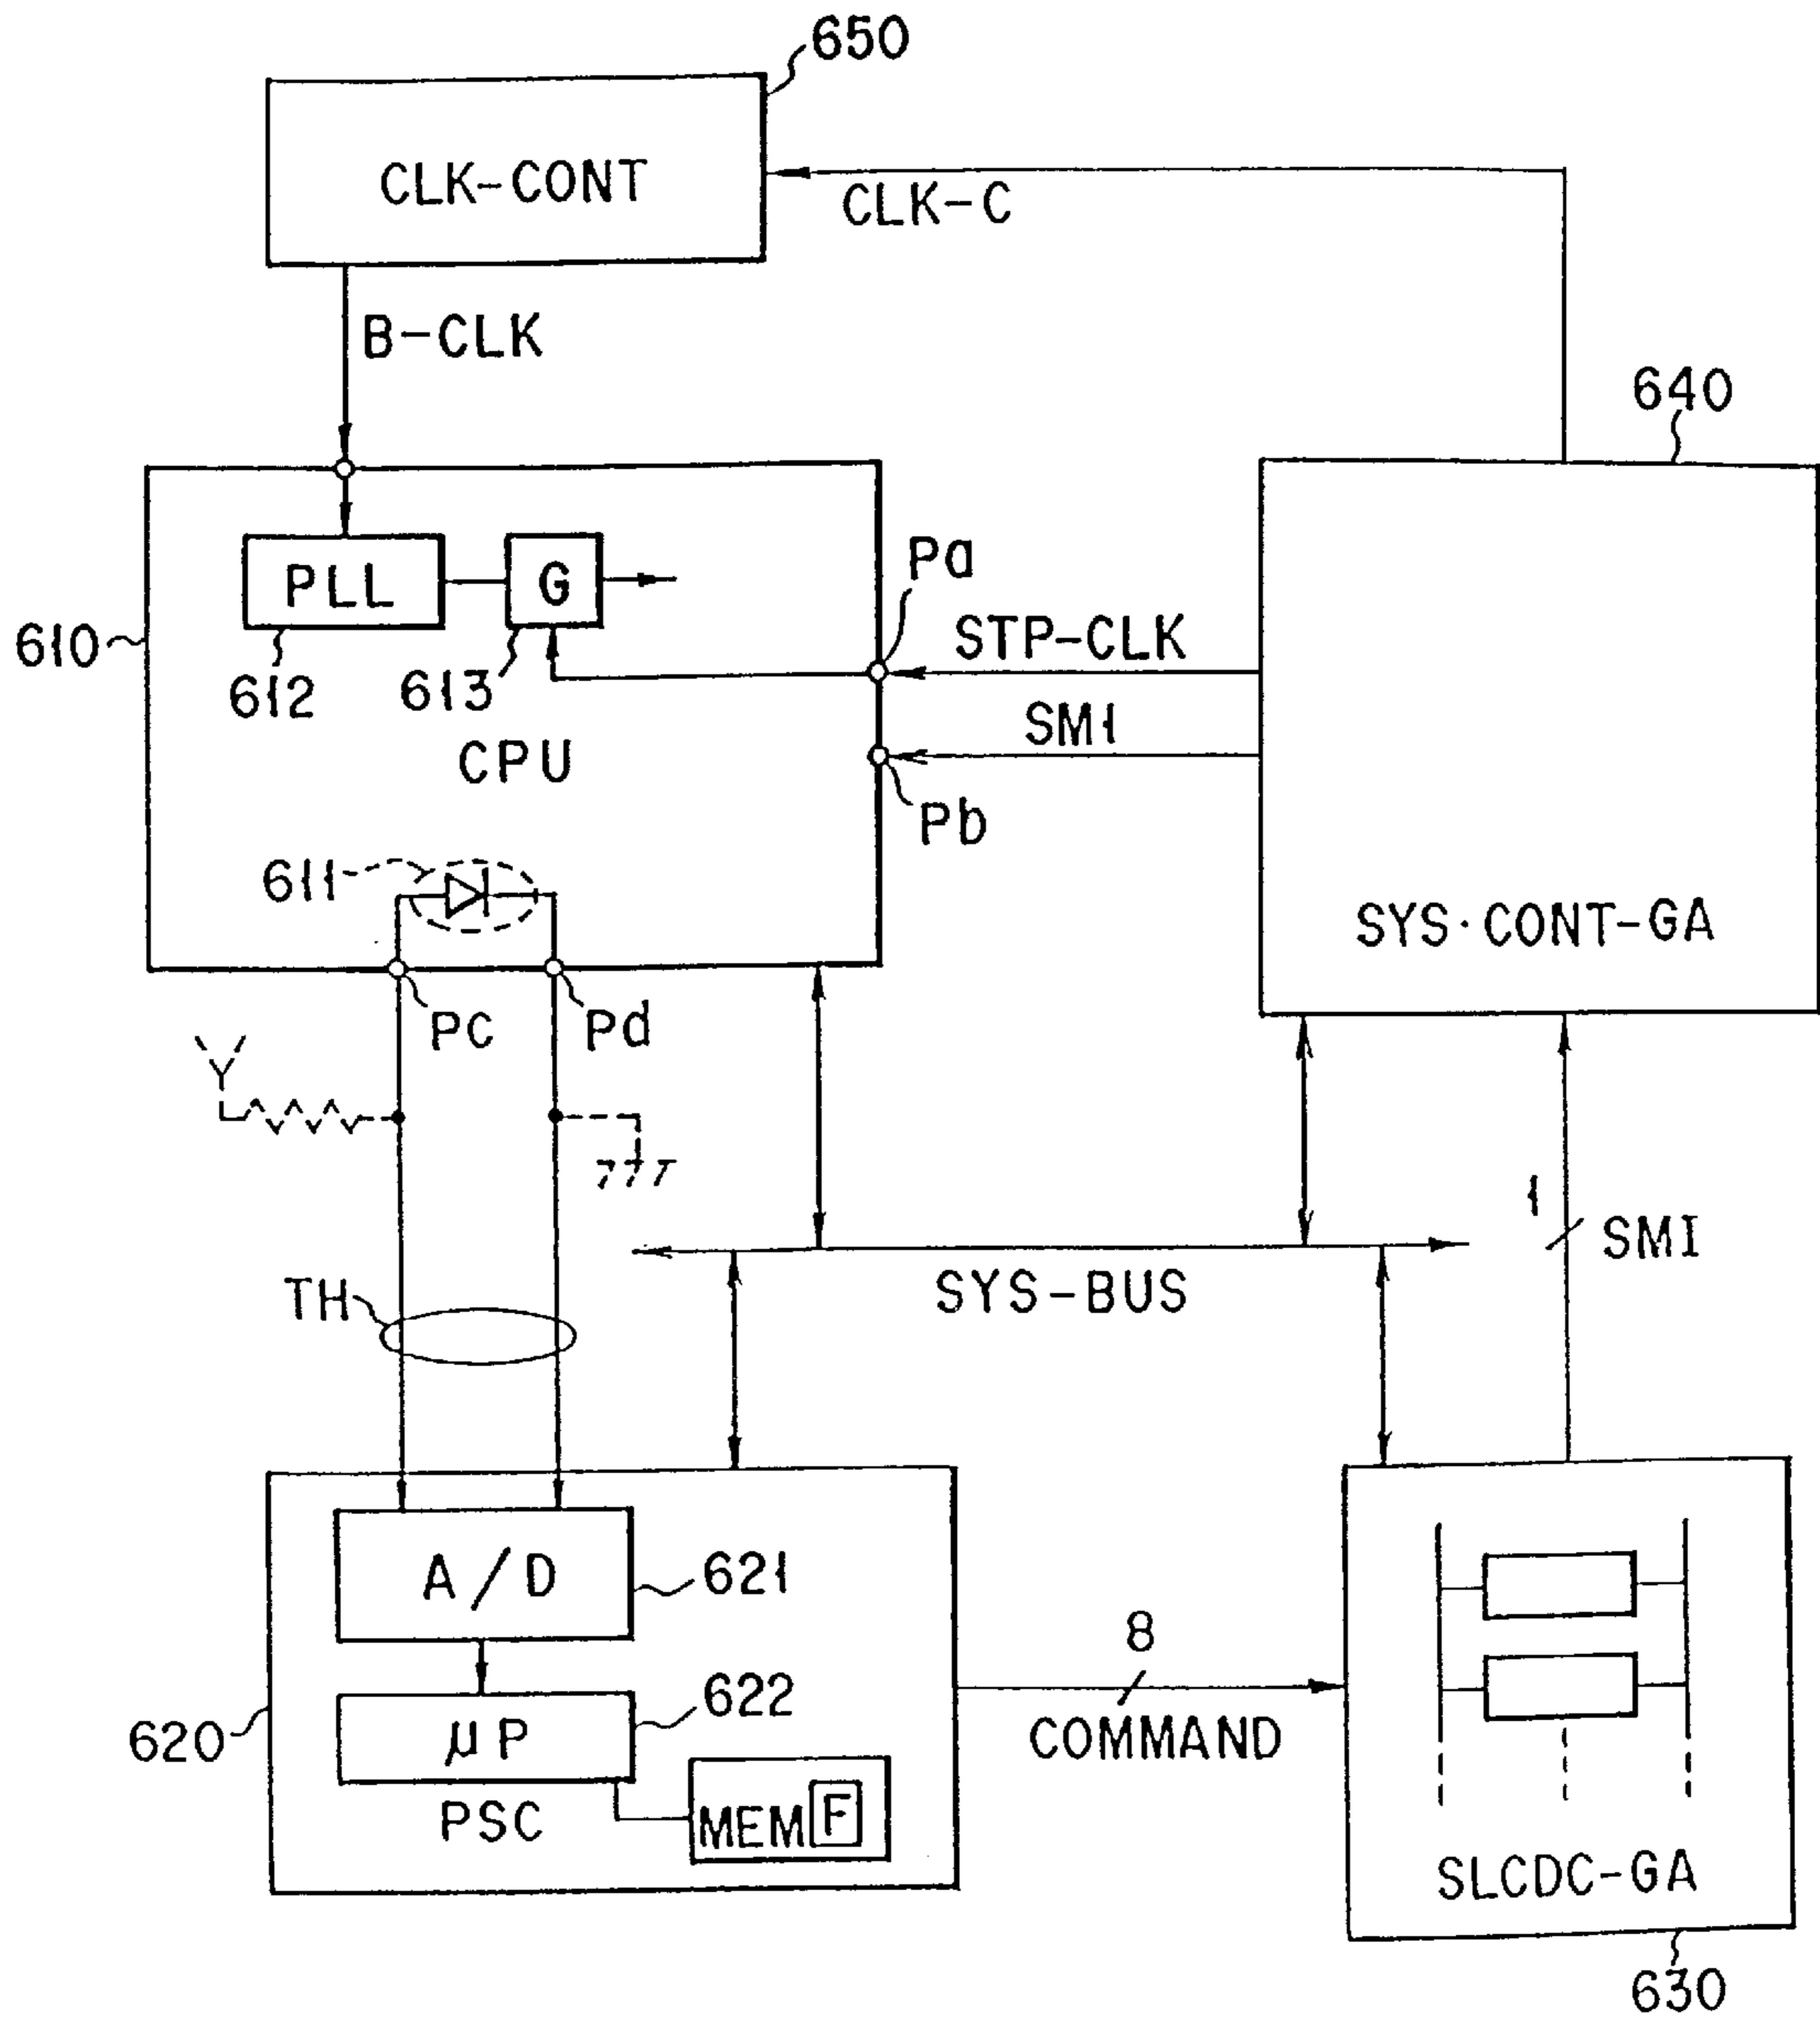 650
CLK-CONT
CLK-C
B-CLK
640
PLL
G
Pa
610
STP-CLK
612
613
SMI
CPU
Pb
611
SYS·CONT-GA
PC
Pd
1
SMI
TH
SYS-BUS
A/D
621
8
μP
622
620
COMMAND
PSC
MEM
F
SLCDC-GA
630